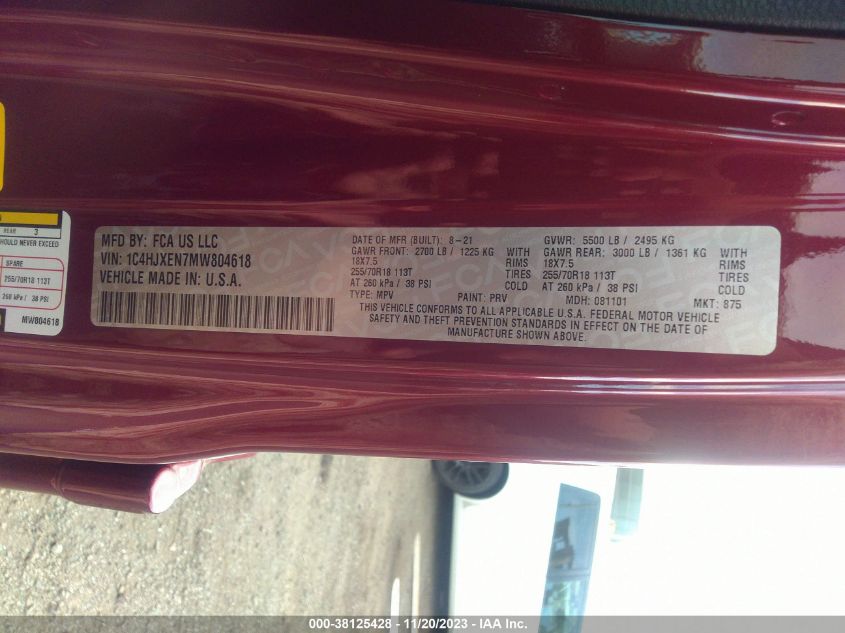 REAR 3
SHOULD NEVER EXCEED
SPARE
255/70R18 113T
260 kPa / 38 PSI
MW804618
MFD BY: FCA US LLC
VIN: 1C4HJXEN7MW804618
VEHICLE MADE IN: U.S.A.
DATE OF MFR (BUILT): 8-21 GVWR: 5500 LB / 2495 KG
GAWR FRONT: 2700 LB / 1225 KG WITH GAWR REAR: 3000 LB / 1361 KG WITH
18X7.5 RIMS 18X7.5 RIMS
255/70R18 113T TIRES 255/70R18 113T TIRES
AT 260 kPa / 38 PSI COLD AT 260 kPa / 38 PSI COLD
TYPE: MPV PAINT: PRV MDH: 081101 MKT: 875
THIS VEHICLE CONFORMS TO ALL APPLICABLE U.S.A. FEDERAL MOTOR VEHICLE
SAFETY AND THEFT PREVENTION STANDARDS IN EFFECT ON THE DATE OF
MANUFACTURE SHOWN ABOVE.
000-38125428 - 11/20/2023 - IAA Inc.